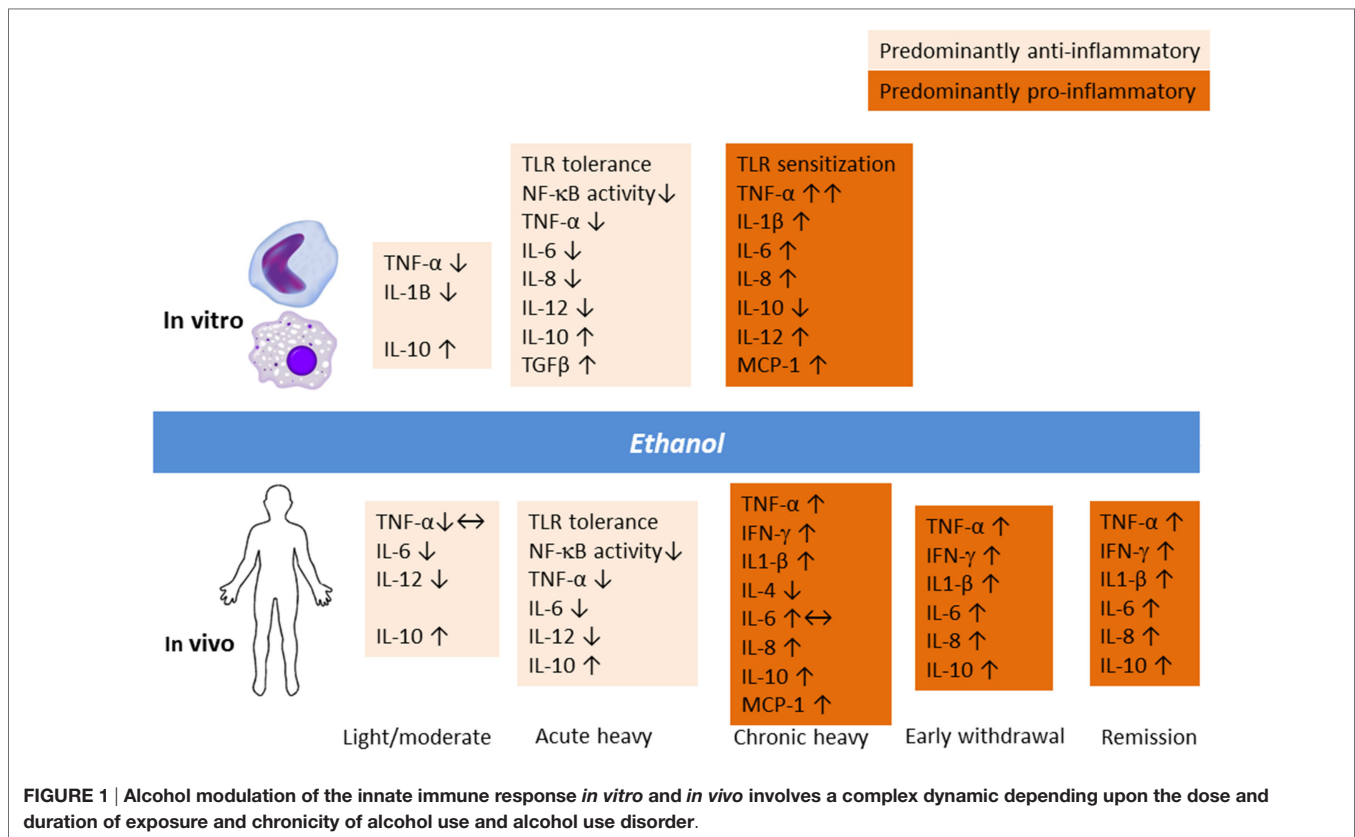 Predominantly anti-inflammatory
Predominantly pro-inflammatory
In vitro
TNF-α ↓
IL-1B ↓
IL-10 ↑
TLR tolerance
NF-κB activity↓
TNF-α ↓
IL-6 ↓
IL-8 ↓
IL-12 ↓
IL-10 ↑
TGFβ ↑
TLR sensitization
TNF-α ↑↑
IL-1β ↑
IL-6 ↑
IL-8 ↑
IL-10 ↓
IL-12 ↑
MCP-1 ↑
Ethanol
In vivo
TNF-α↓↔
IL-6 ↓
IL-12 ↓
IL-10 ↑
Light/moderate
TLR tolerance
NF-κB activity↓
TNF-α ↓
IL-6 ↓
IL-12 ↓
IL-10 ↑
Acute heavy
TNF-α ↑
IFN-γ ↑
IL1-β ↑
IL-4 ↓
IL-6 ↑↔
IL-8 ↑
IL-10 ↑
MCP-1 ↑
Chronic heavy
TNF-α ↑
IFN-γ ↑
IL1-β ↑
IL-6 ↑
IL-8 ↑
IL-10 ↑
Early withdrawal
TNF-α ↑
IFN-γ ↑
IL1-β ↑
IL-6 ↑
IL-8 ↑
IL-10 ↑
Remission
FIGURE 1 | Alcohol modulation of the innate immune response in vitro and in vivo involves a complex dynamic depending upon the dose and
duration of exposure and chronicity of alcohol use and alcohol use disorder.